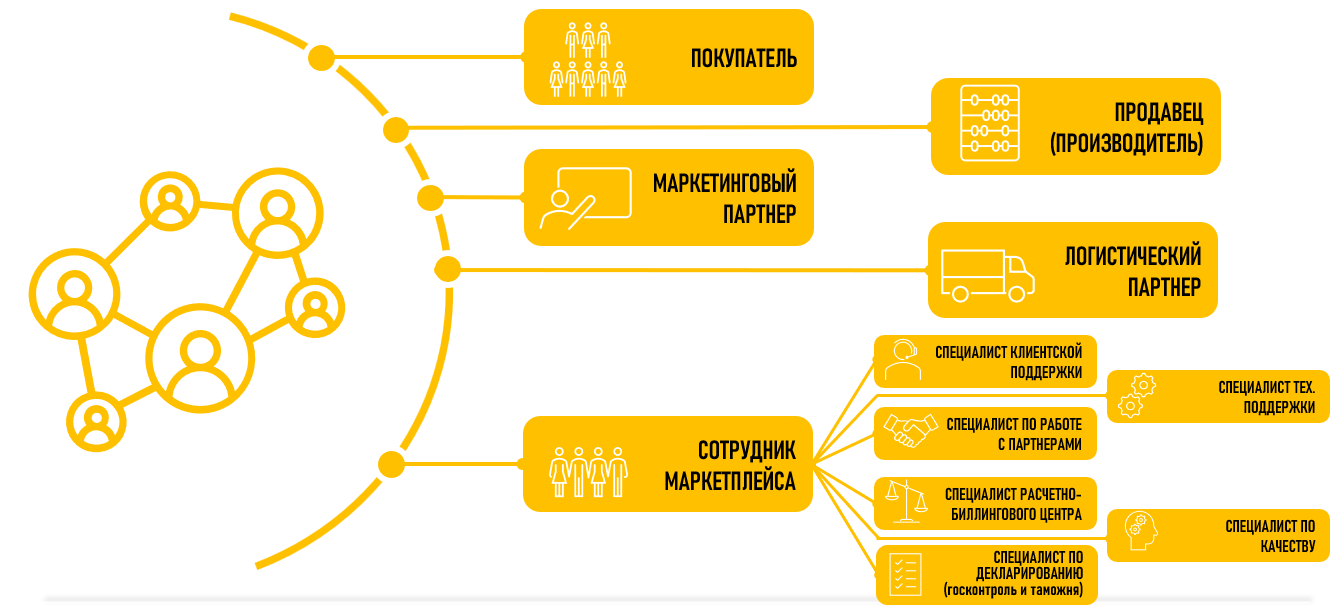 ПОКУПАТЕЛЬ
ПРОДАВЕЦ
(ПРОИЗВОДИТЕЛЬ)
МАРКЕТИНГОВЫЙ
ПАРТНЕР
ЛОГИСТИЧЕСКИЙ
ПАРТНЕР
СОТРУДНИК
МАРКЕТПЛЕЙСА
СПЕЦИАЛИСТ КЛИЕНТСКОЙ
ПОДДЕРЖКИ
СПЕЦИАЛИСТ ТЕХ.
ПОДДЕРЖКИ
СПЕЦИАЛИСТ ПО РАБОТЕ
С ПАРТНЕРАМИ
СПЕЦИАЛИСТ РАСЧЕТНО-
БИЛЛИНГОВОГО ЦЕНТРА
СПЕЦИАЛИСТ ПО
КАЧЕСТВУ
СПЕЦИАЛИСТ ПО
ДЕКЛАРИРОВАНИЮ
(госконтроль и таможня)